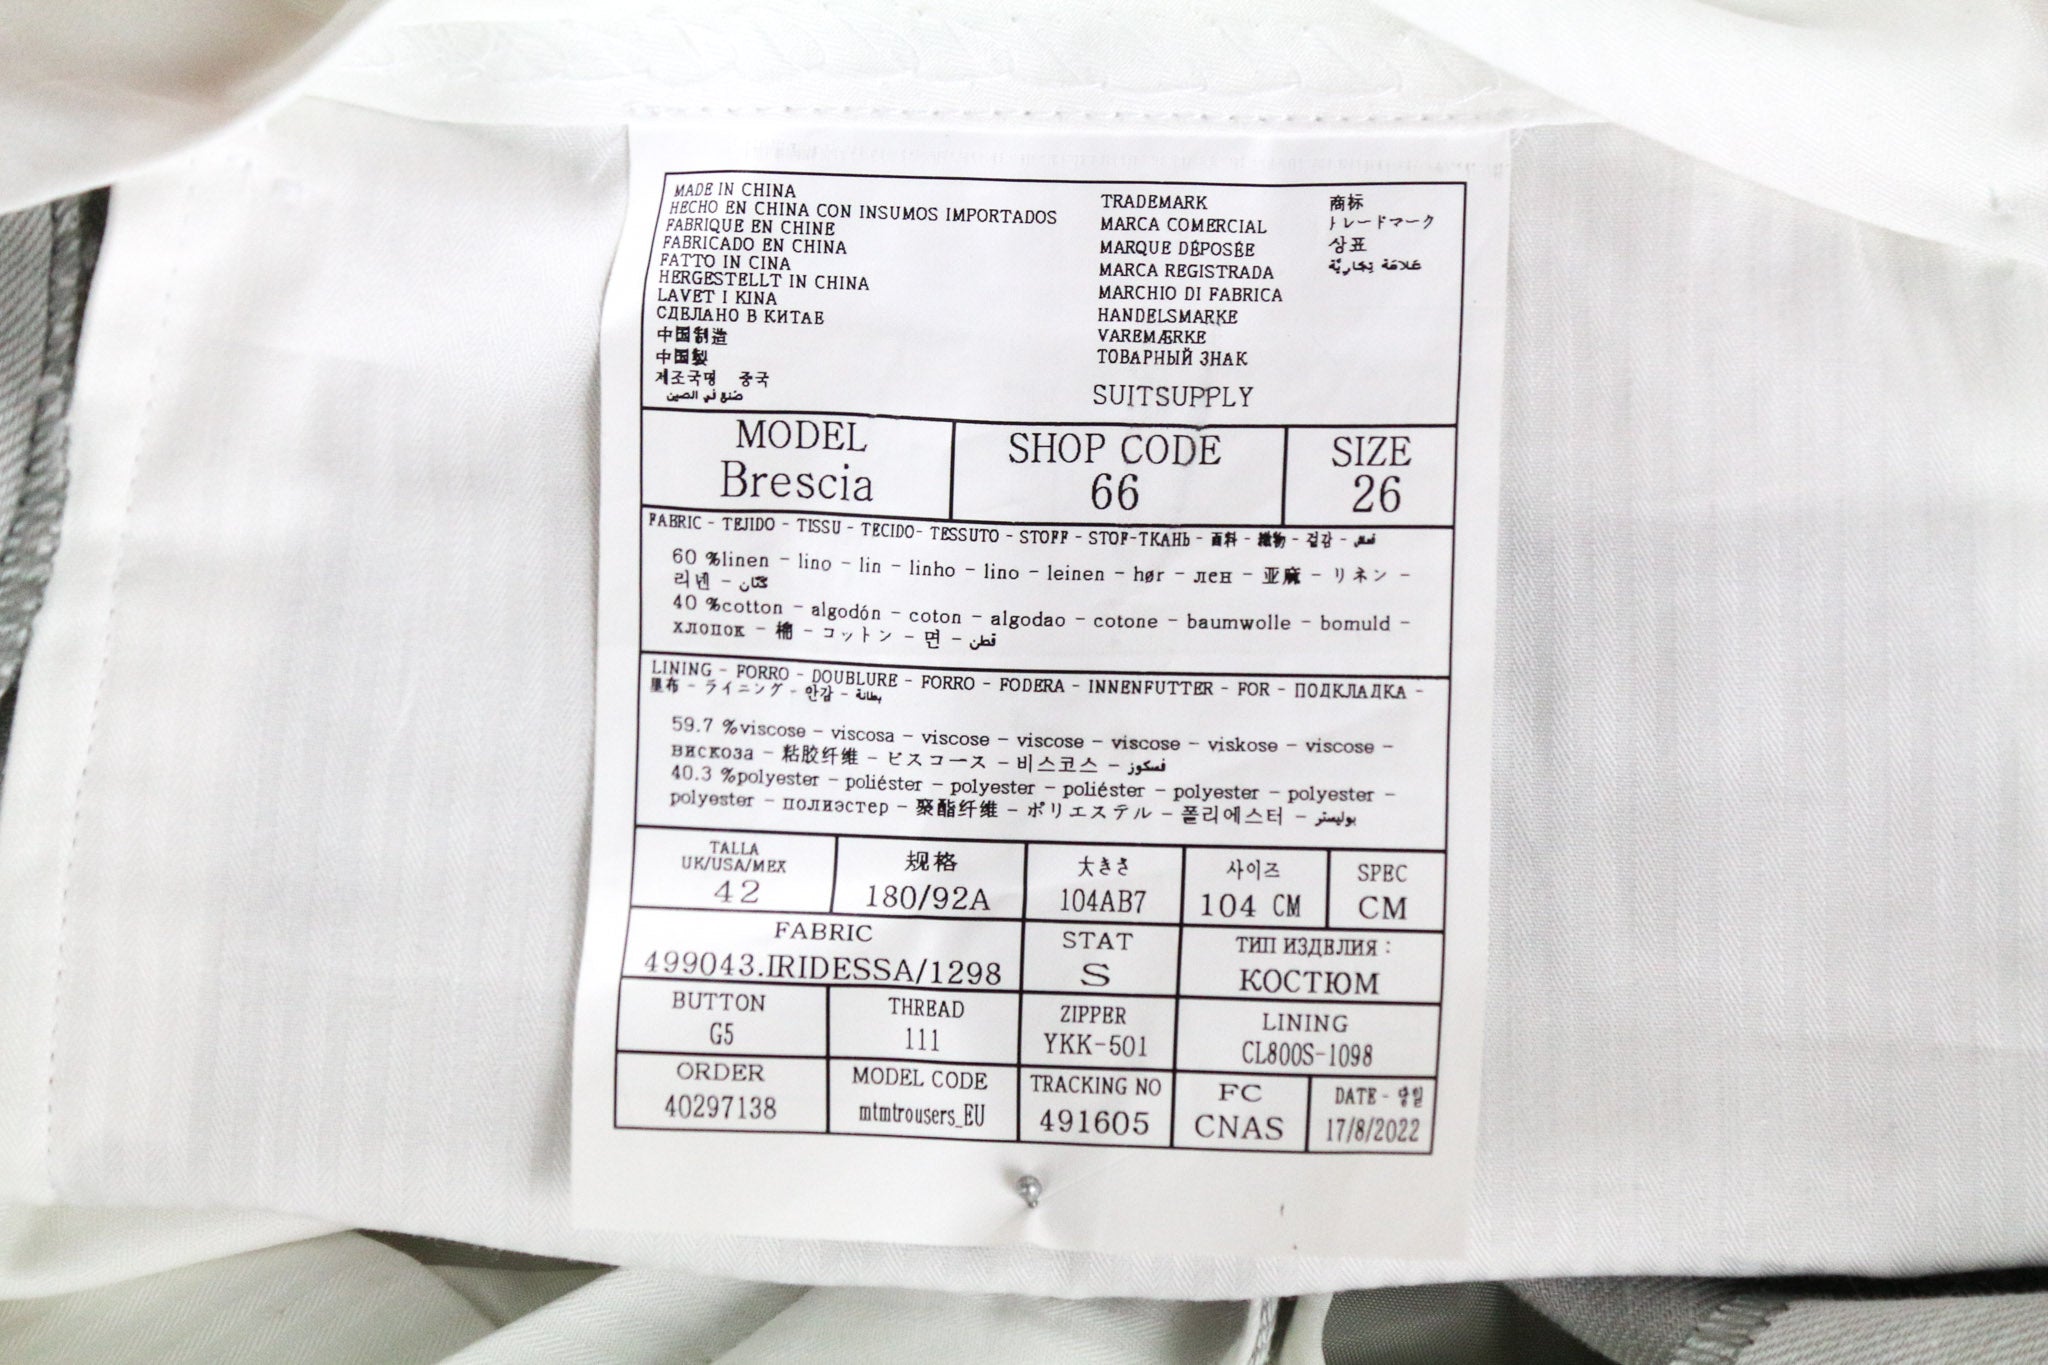 MADE IN CHINA
HECHO EN CHINA CON INSUMOS IMPORTADOS
FABRIQUE EN CHINE
FABRICADO EN CHINA
FATTO IN CINA
HERGESTELLT IN CHINA
LAVET I KINA
СДЕЛАНО В КИТАЕ
中国制造
中国製
제조국명 중국
صنع في الصين
TRADEMARK
MARCA COMERCIAL
MARQUE DÉPOSÉE
MARCA REGISTRADA
MARCHIO DI FABRICA
HANDELSMARKE
VAREMÆRKE
ТОВАРНЫЙ ЗНАК
SUITSUPPLY
商标
トレードマーク
상표
عَلامَة تِجَارِيَّة
MODEL
Brescia
SHOP CODE
66
SIZE
26
FABRIC - TEJIDO - TISSU - TECIDO- TESSUTO - STOFF - STOF-ТКАНЬ - 面料 - 織物 - 겉감 - قماش
60 %linen - lino - lin - linho - lino - leinen - hør - лен - 亚麻 - リネン -
리넨 - كتان
40 %cotton - algodón - coton - algodao - cotone - baumwolle - bomuld -
хлопок - 棉 - コットン - 면 - قطن
LINING - FORRO - DOUBLURE - FORRO - FODERA - INNENFUTTER - FOR - ПОДКЛАДКА -
里布 - ライニング - 안감 - بطانة
59.7 %viscose - viscosa - viscose - viscose - viscose - viskose - viscose -
вискоза - 粘胶纤维 - ビスコース - 비스코스 - فسكوز
40.3 %polyester - poliéster - polyester - poliéster - polyester - polyester -
polyester - полиэстер - 聚酯纤维 - ポリエステル - 폴리에스터 - بوليستر
TALLA
UK/USA/MEX
42
规格
180/92A
大きさ
104AB7
사이즈
104 CM
SPEC
CM
FABRIC
499043.IRIDESSA/1298
STAT
S
ТИП ИЗДЕЛИЯ :
КОСТЮМ
BUTTON
G5
THREAD
111
ZIPPER
YKK-501
LINING
CL800S-1098
ORDER
40297138
MODEL CODE
mtmtrousers_EU
TRACKING NO
491605
FC
CNAS
DATE -
17/8/2022